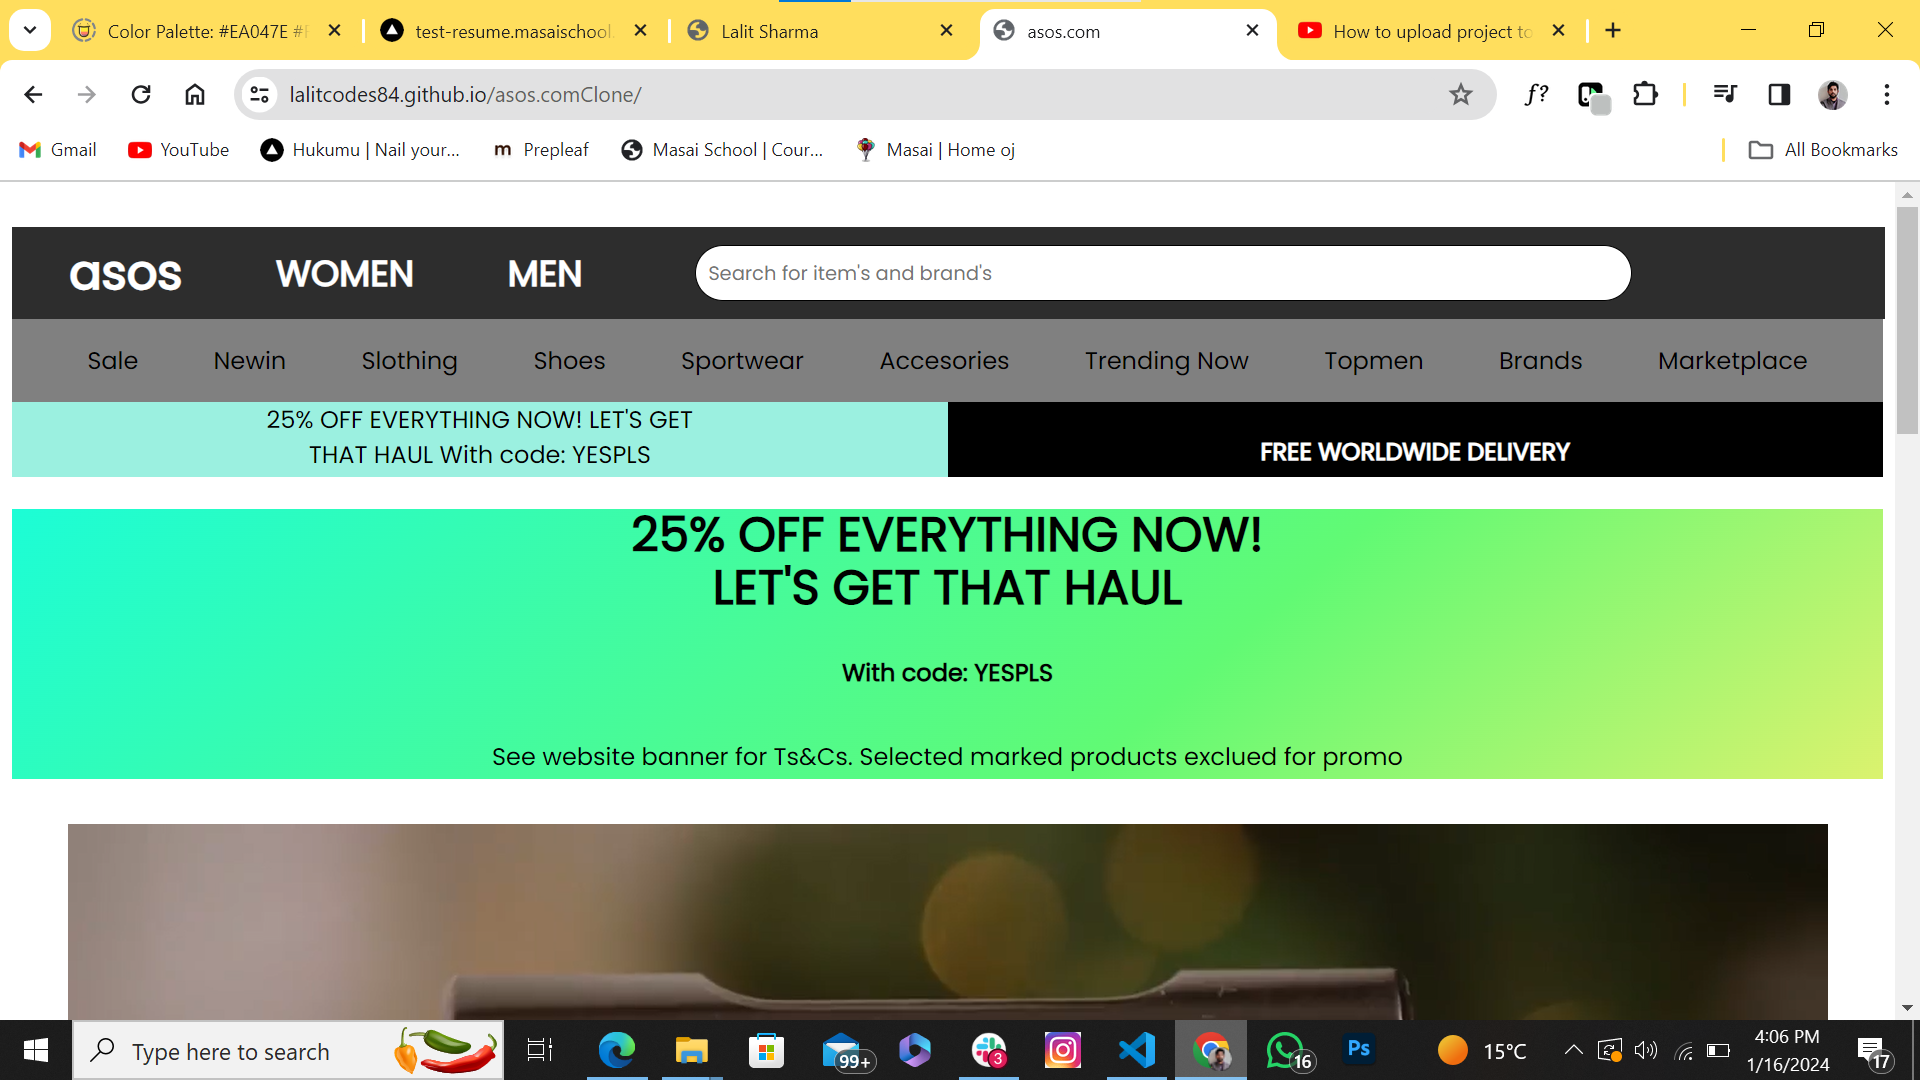 Color Palette: #EA047E #F
test-resume.masaischool.
Lalit Sharma
asos.com
How to upload project to
lalitcodes84.github.io/asos.comClone/
f?
Gmail
YouTube
Hukumu | Nail your...
Prepleaf
Masai School | Cour...
Masai | Home oj
All Bookmarks
asos
WOMEN
MEN
Search for item's and brand's
Sale
Newin
Slothing
Shoes
Sportwear
Accesories
Trending Now
Topmen
Brands
Marketplace
25% OFF EVERYTHING NOW! LET'S GET
THAT HAUL With code: YESPLS
FREE WORLDWIDE DELIVERY
25% OFF EVERYTHING NOW!
LET'S GET THAT HAUL
With code: YESPLS
See website banner for Ts&Cs. Selected marked products exclued for promo
Type here to search
99+
3
16
Ps
15°C
4:06 PM
1/16/2024
17